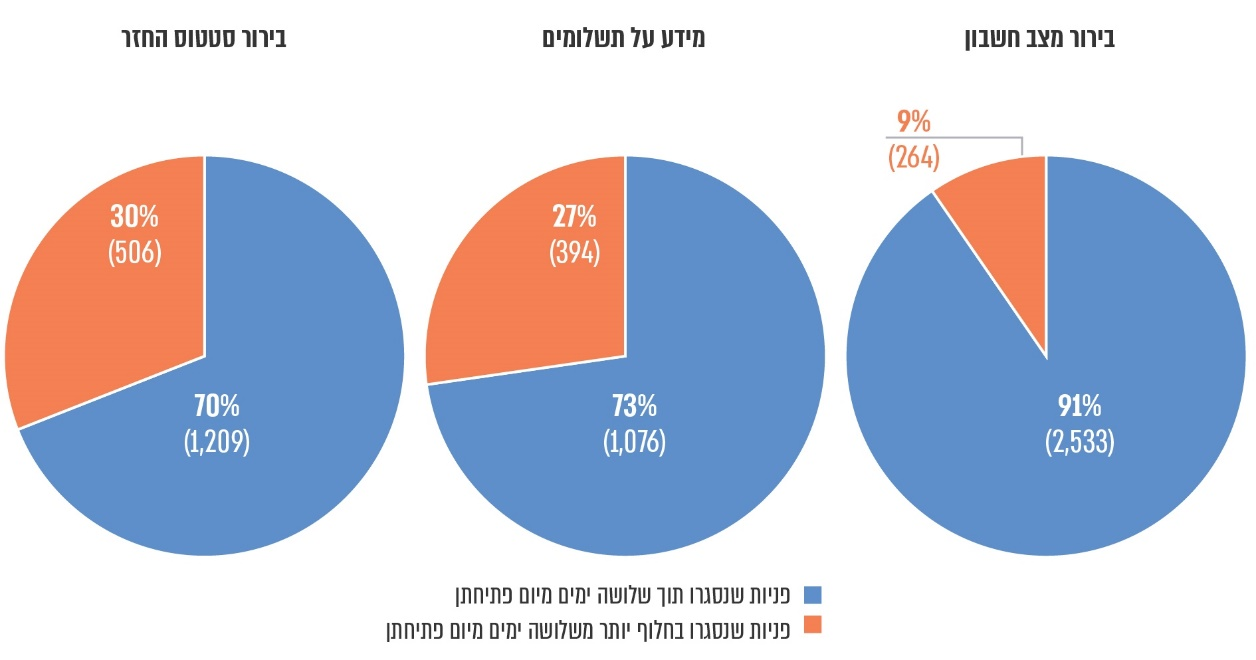 בירור מצב חשבון
מידע על תשלומים
בירור סטטוס החזר
9%
(264)
91%
(2,533)
27%
(394)
73%
(1,076)
30%
(506)
70%
(1,209)
פניות שנסגרו תוך שלושה ימים מיום פתיחתן
פניות שנסגרו בחלוף יותר משלושה ימים מיום פתיחתן